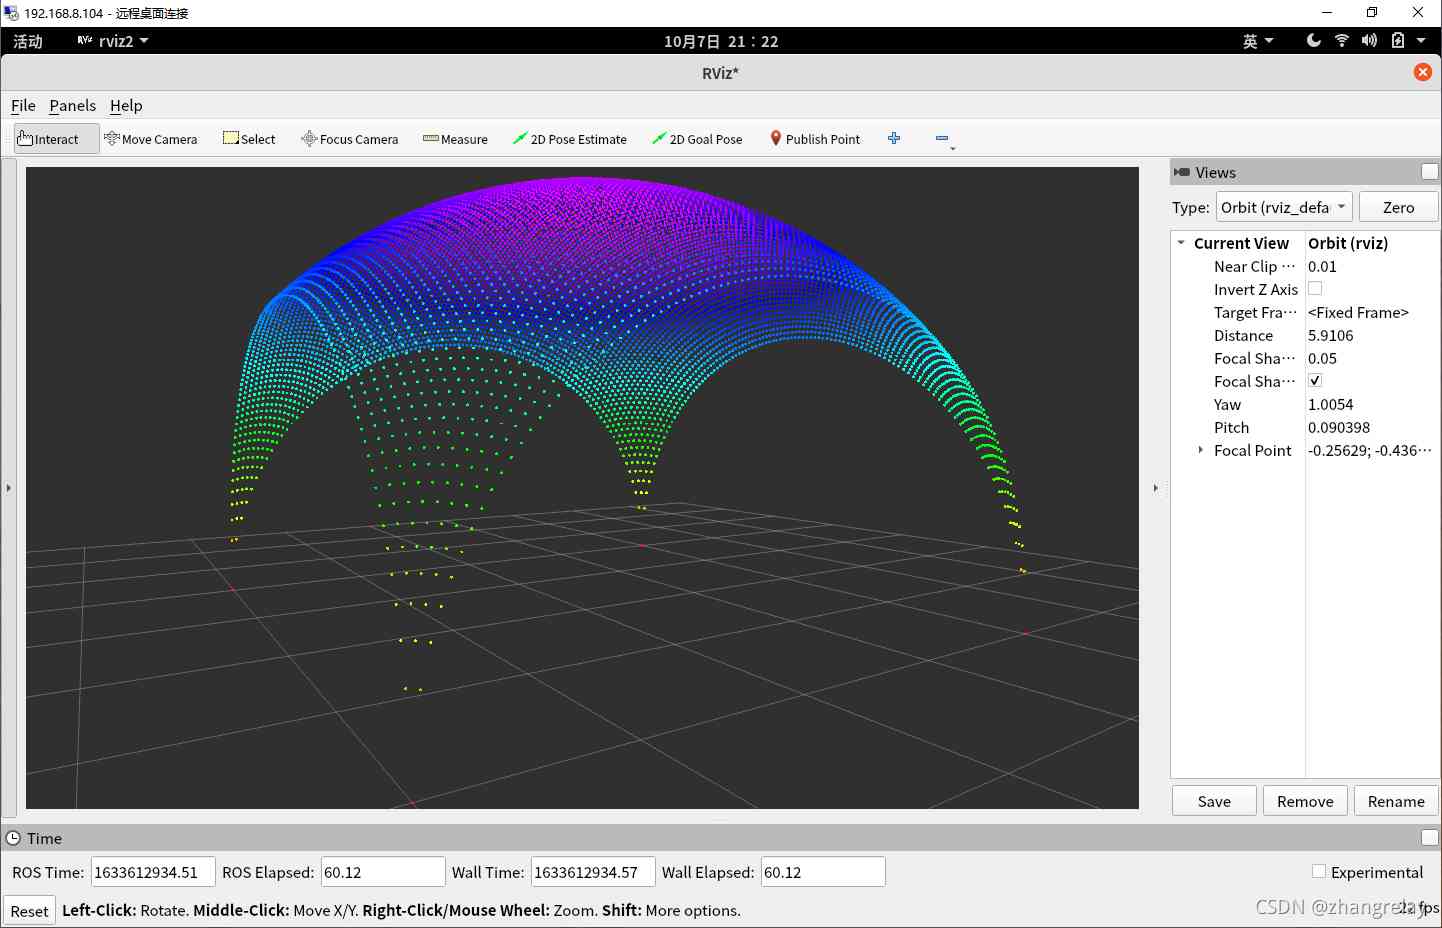 192.168.8.104 - 远程桌面连接
活动 RViz rviz2 10月7日 21：22 英
RViz*
File Panels Help
Interact Move Camera Select Focus Camera Measure 2D Pose Estimate 2D Goal Pose Publish Point
Views
Type: Orbit (rviz_defa Zero
Current View Orbit (rviz)
Near Clip ··· 0.01
Invert Z Axis
Target Fra··· <Fixed Frame>
Distance 5.9106
Focal Sha··· 0.05
Focal Sha··· ✓
Yaw 1.0054
Pitch 0.090398
Focal Point -0.25629; -0.436···
Save Remove Rename
Time
ROS Time: 1633612934.51 ROS Elapsed: 60.12 Wall Time: 1633612934.57 Wall Elapsed: 60.12 Experimental
Reset Left-Click: Rotate. Middle-Click: Move X/Y. Right-Click/Mouse Wheel: Zoom. Shift: More options. fps
CSDN @zhangrelay